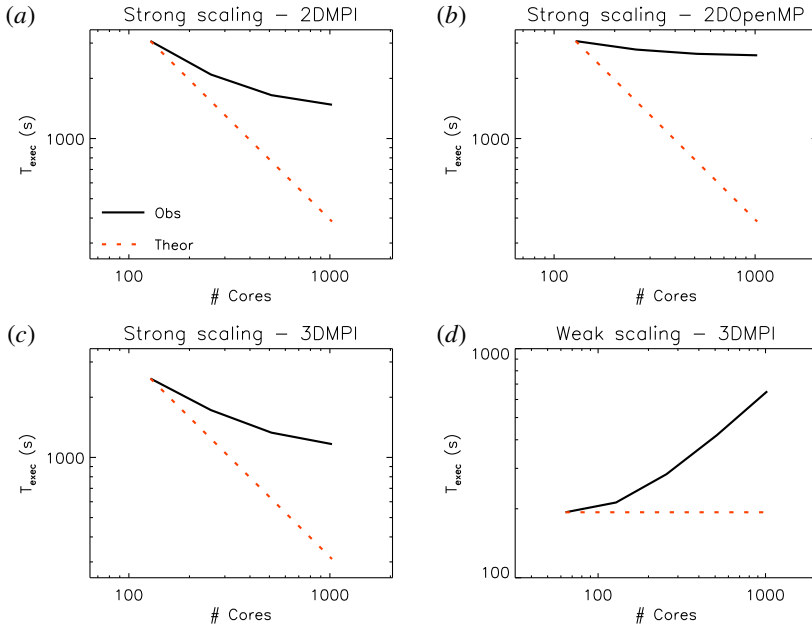 (a)
Strong scaling – 2DMPI
T_exec (s)
1000
Obs
Theor
100
1000
# Cores
(b)
Strong scaling – 2DOpenMP
T_exec (s)
1000
100
1000
# Cores
(c)
Strong scaling – 3DMPI
T_exec (s)
1000
100
1000
# Cores
(d)
Weak scaling – 3DMPI
1000
T_exec (s)
100
100
1000
# Cores